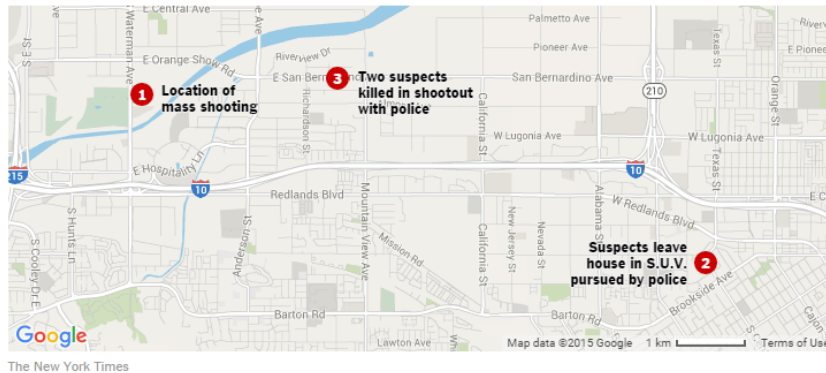 E Central Ave
Palmetto Ave
Pioneer Ave
E Pioneer
S E St
S Waterman Ave
E Orange Show Rd
Riverview Dr
Texas St
Orange St
E San Bernardino
San Bernardino Ave
1
Location of
mass shooting
3
Two suspects
killed in shootout
with police
210
Richardson St
California St
W Lugonia Ave
W Lugonia Ave
Texas St
E Hospitality Ln
215
10
10
Redlands Blvd
Mountain View Ave
Alabama St
W Redlands Blvd
S Hunts Ln
Anderson St
New Jersey St
Nevada St
California St
Mission Rd
S Cooley Dr E
Suspects leave
house in S.U.V.
pursued by police
2
Brookside Ave
Cajon
Barton Rd
Barton Rd
Lawton Ave
Google
Map data ©2015 Google
1 km
Terms of Use
The New York Times